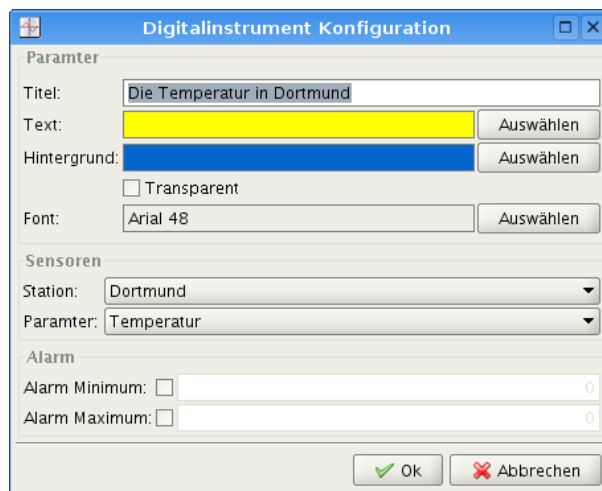 Digitalinstrument Konfiguration
Paramter
Titel: Die Temperatur in Dortmund
Text: Auswählen
Hintergrund: Auswählen
Transparent
Font: Arial 48 Auswählen
Sensoren
Station: Dortmund
Paramter: Temperatur
Alarm
Alarm Minimum: 0
Alarm Maximum: 0
Ok Abbrechen